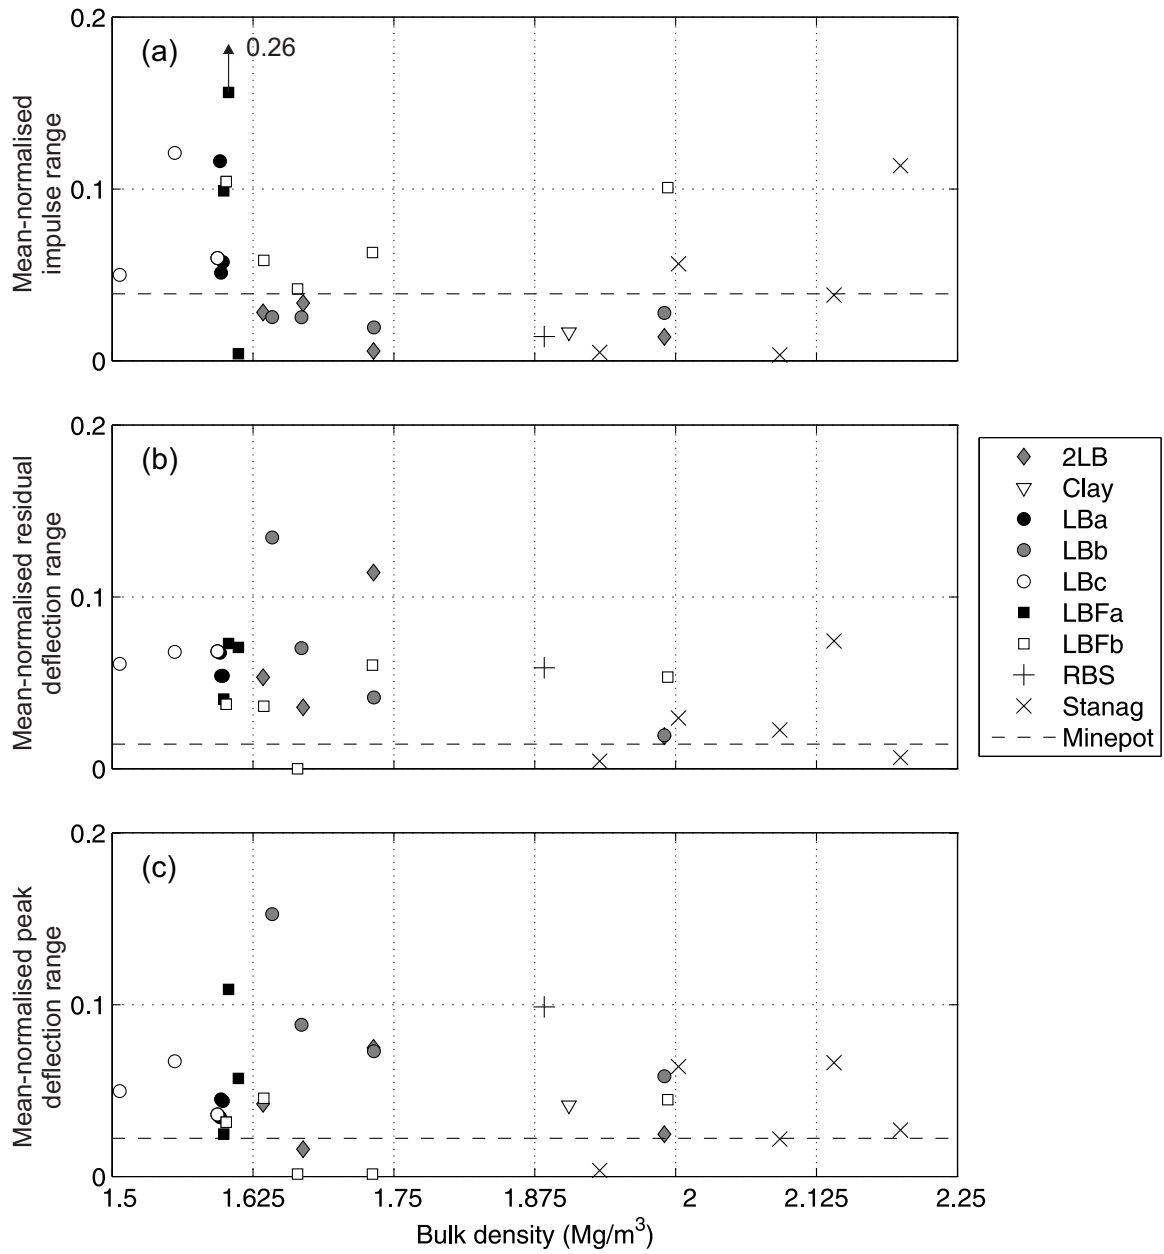 0.2
(a)
0.26
0.1
0
Mean-normalised
impulse range
0.2
(b)
0.1
0
Mean-normalised residual
deflection range
2LB
Clay
LBa
LBb
LBc
LBFa
LBFb
RBS
Stanag
Minepot
0.2
(c)
0.1
0
Mean-normalised peak
deflection range
1.5 1.625 1.75 1.875 2 2.125 2.25
Bulk density (Mg/m³)